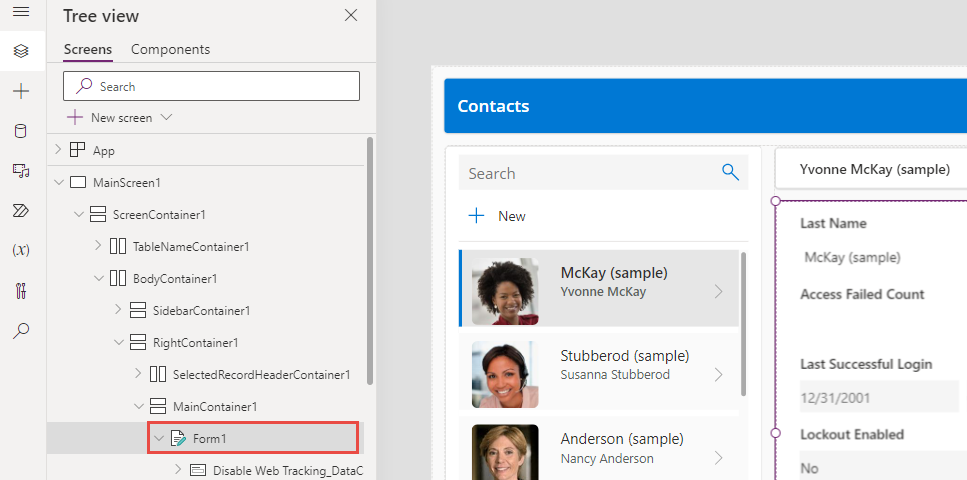 Tree view
Screens
Components
Search
New screen
App
MainScreen1
ScreenContainer1
TableNameContainer1
BodyContainer1
SidebarContainer1
RightContainer1
SelectedRecordHeaderContainer1
MainContainer1
Form1
Disable Web Tracking_DataC
(x)
Contacts
Search
New
McKay (sample)
Yvonne McKay
Stubberod (sample)
Susanna Stubberod
Anderson (sample)
Nancy Anderson
Yvonne McKay (sample)
Last Name
McKay (sample)
Access Failed Count
Last Successful Login
12/31/2001
Lockout Enabled
No